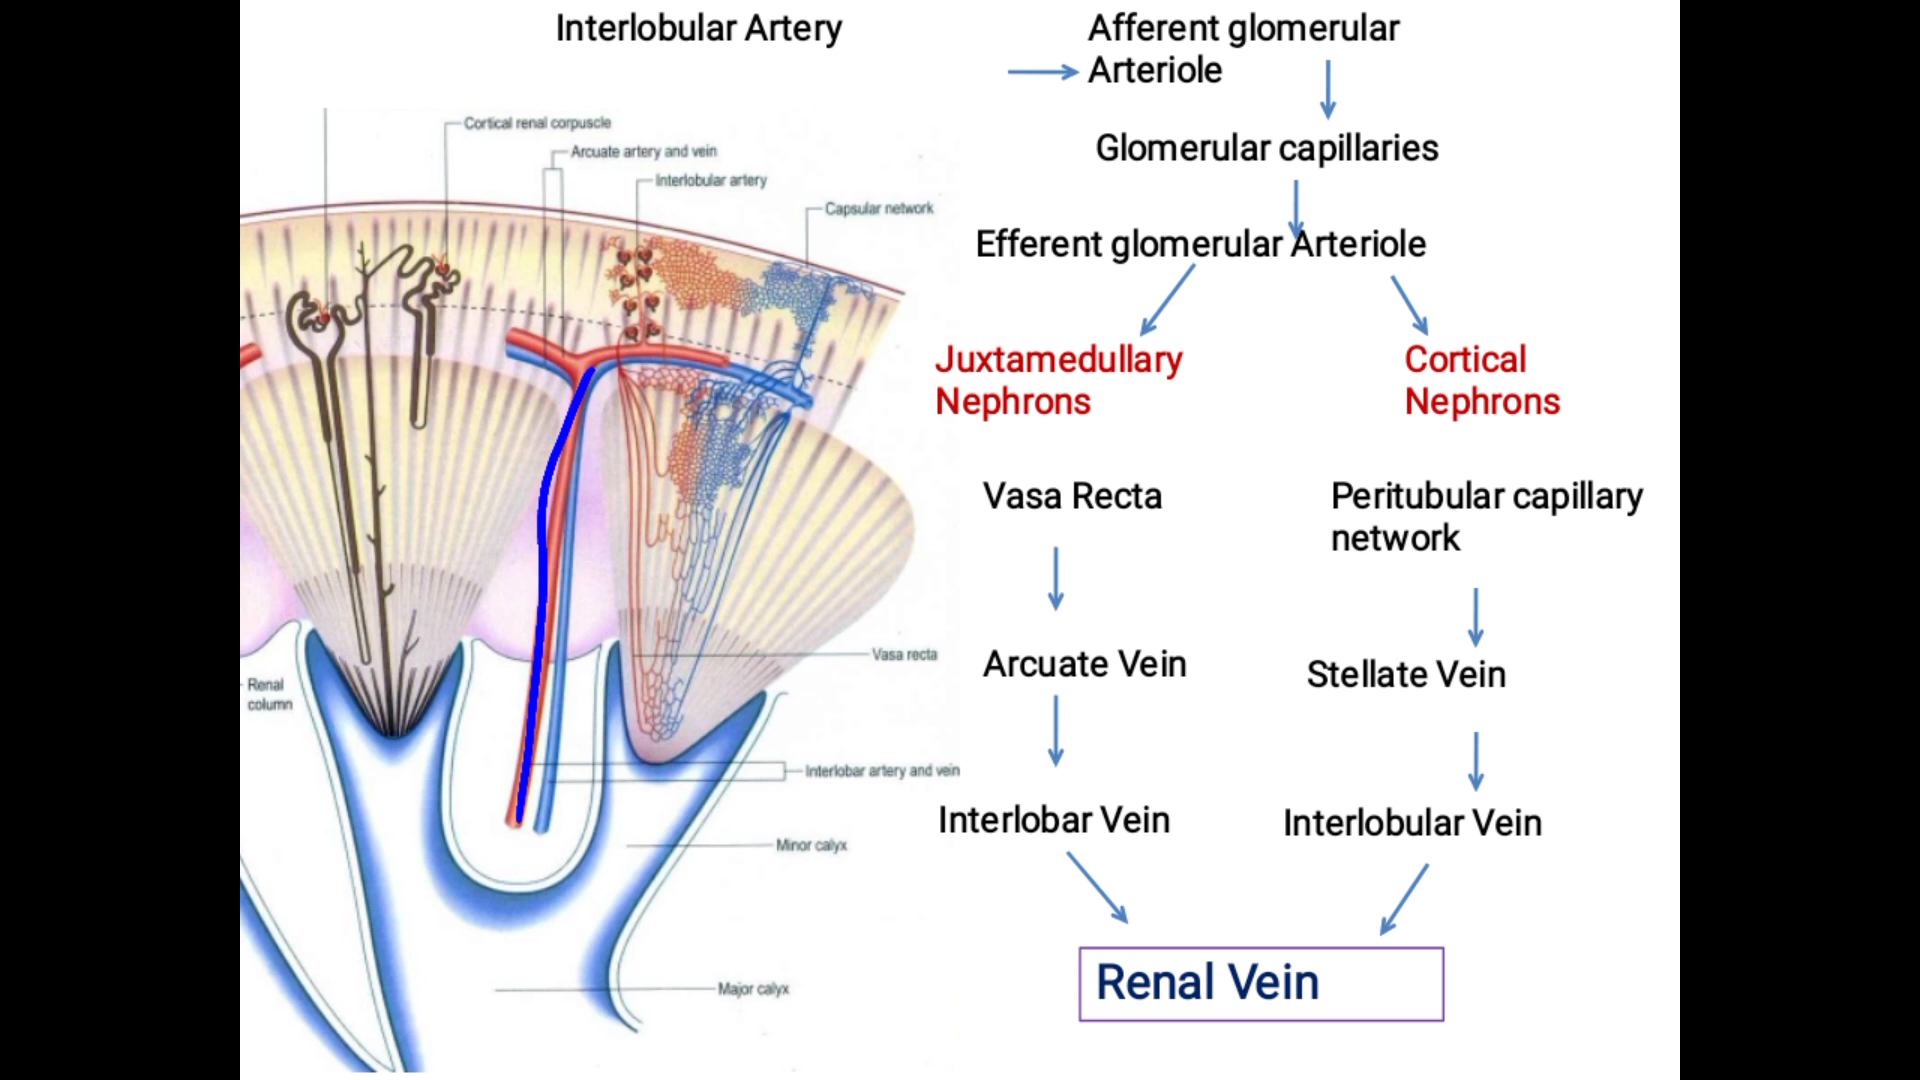 Interlobular Artery
Afferent glomerular
Arteriole
Glomerular capillaries
Efferent glomerular Arteriole
Juxtamedullary
Nephrons
Cortical
Nephrons
Vasa Recta
Peritubular capillary
network
Arcuate Vein
Stellate Vein
Interlobar Vein
Interlobular Vein
Renal Vein
Cortical renal corpuscle
Arcuate artery and vein
Interlobular artery
Capsular network
Vasa recta
Renal
column
Interlobar artery and vein
Minor calyx
Major calyx